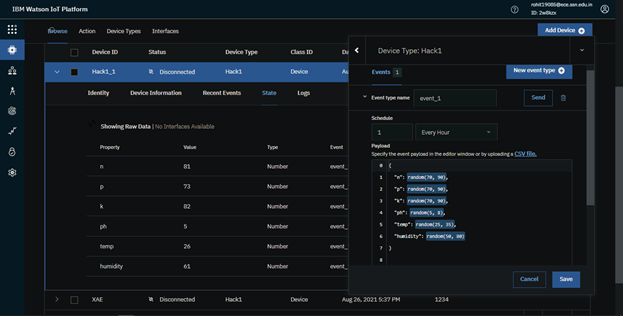 IBM Watson IoT Platform
rohit19085@ece.ssn.edu.in
ID: 2w8kzx
Browse Action Device Types Interfaces
Add Device
Device ID Status Device Type Class ID
Hack1_1 Disconnected Hack1 Device
Identity Device Information Recent Events State Logs
Showing Raw Data | No Interfaces Available
Property Value Type Event
n 81 Number event_
p 73 Number event_
k 82 Number event_
ph 5 Number event_
temp 26 Number event_
humidity 61 Number event_
XAE Disconnected Hack1 Device Aug 26, 2021 5:37 PM 1234
Device Type: Hack1
Events 1
New event type
Event type name event_1 Send
Schedule
1 Every Hour
Payload
Specify the event payload in the editor window or by uploading a CSV file.
0 {
1 "n": random(70, 90),
2 "p": random(70, 90),
3 "k": random(70, 90),
4 "ph": random(5, 8),
5 "temp": random(25, 35),
6 "humidity": random(50, 80)
7 }
8
Cancel Save